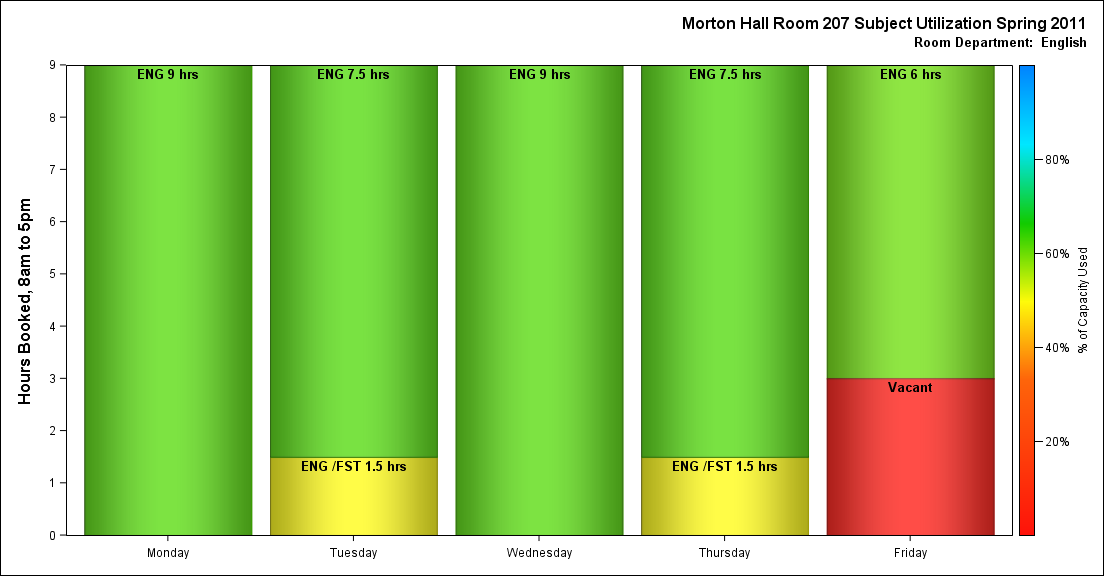 Morton Hall Room 207 Subject Utilization Spring 2011
Room Department:  English
ENG 9 hrs
ENG 7.5 hrs
ENG 9 hrs
ENG 7.5 hrs
ENG 6 hrs
Vacant
ENG /FST 1.5 hrs
ENG /FST 1.5 hrs
Hours Booked, 8am to 5pm
9
8
7
6
5
4
3
2
1
0
Monday
Tuesday
Wednesday
Thursday
Friday
80%
60%
40%
20%
% of Capacity Used